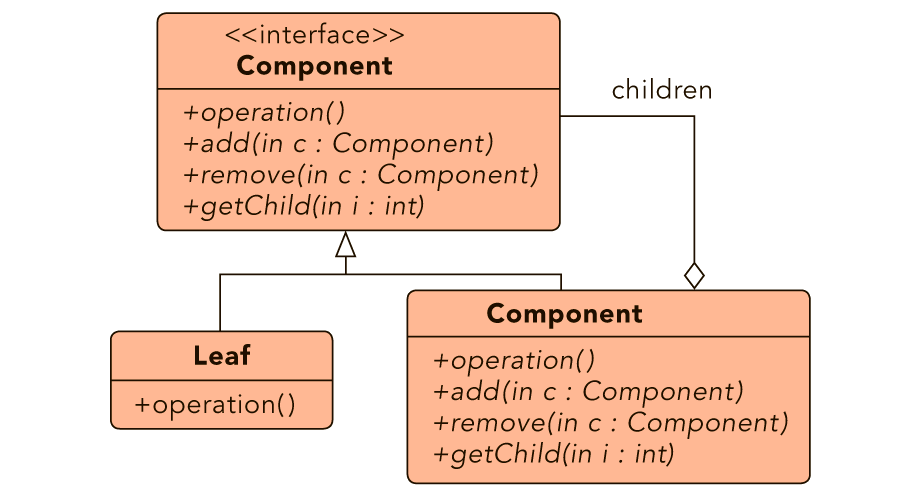 <<interface>>
Component
+operation()
+add(in c : Component)
+remove(in c : Component)
+getChild(in i : int)
children
Leaf
+operation()
Component
+operation()
+add(in c : Component)
+remove(in c : Component)
+getChild(in i : int)